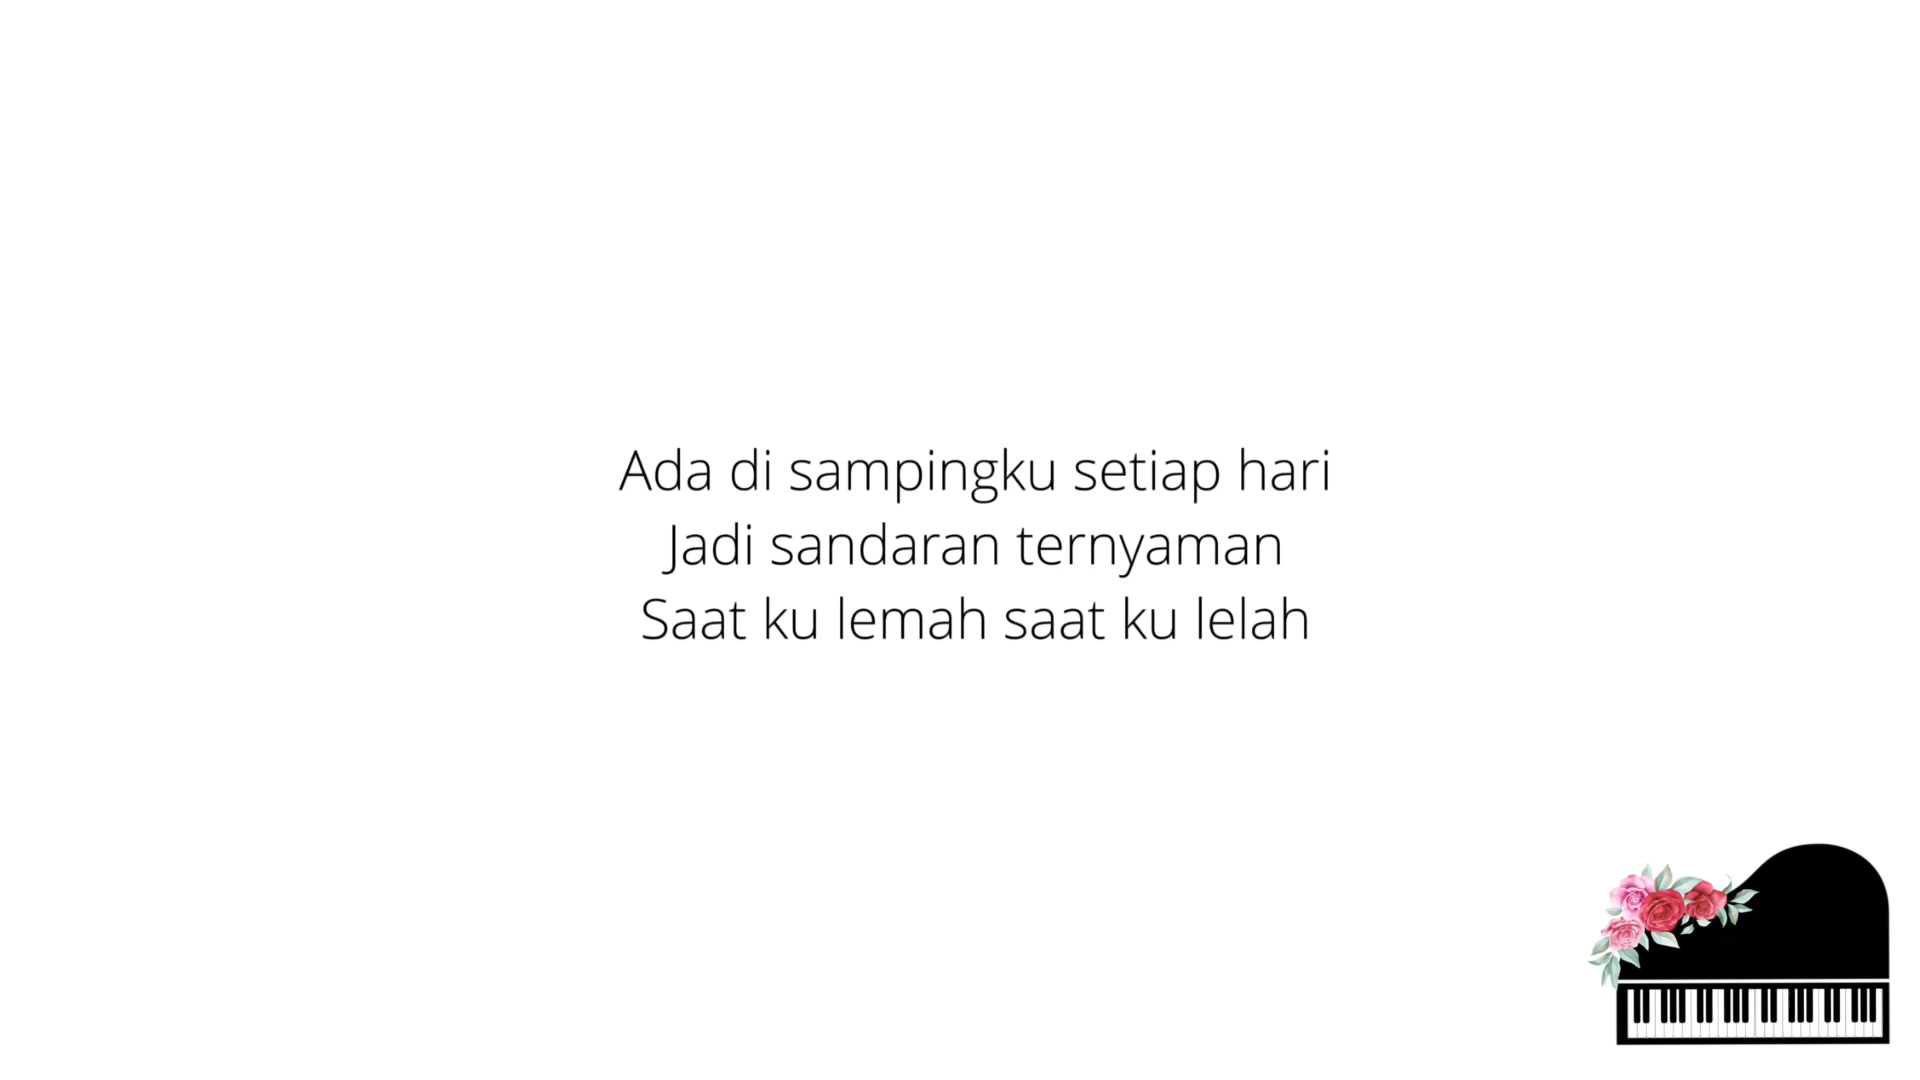 Ada di sampingku setiap hari
Jadi sandaran ternyaman
Saat ku lemah saat ku lelah